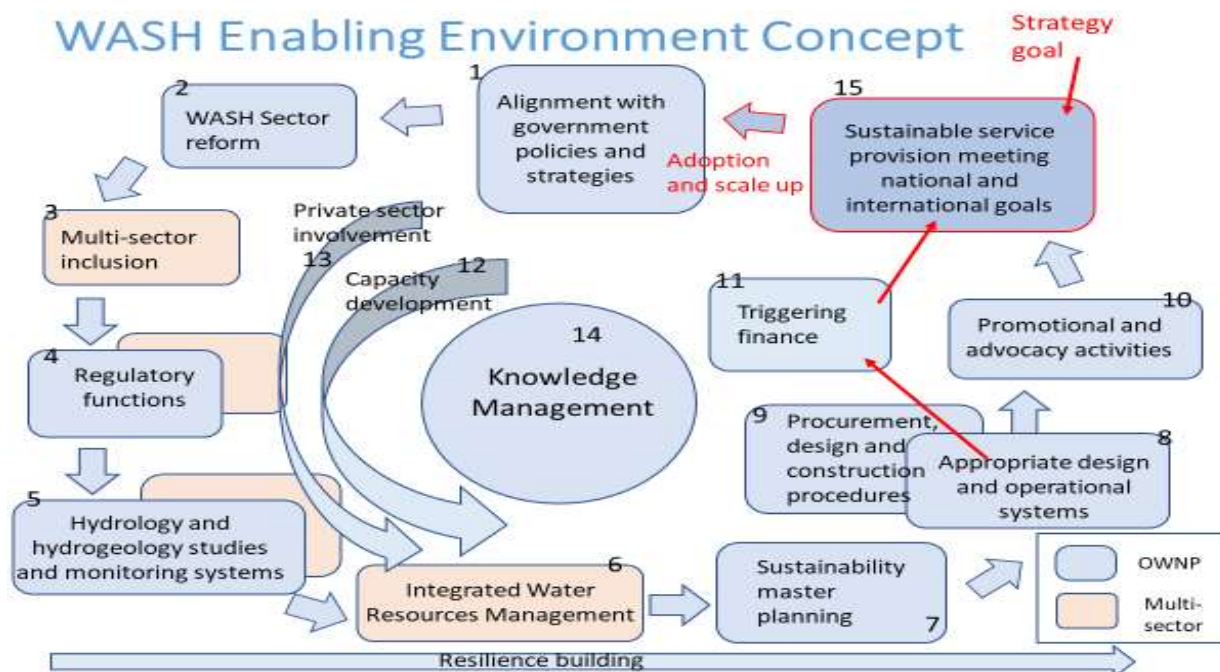 WASH Enabling Environment Concept
Strategy
goal
1
Alignment with
government
policies and
strategies
2
WASH Sector
reform
15
Sustainable service
provision meeting
national and
international goals
Adoption
and scale up
3
Multi-sector
inclusion
Private sector
involvement
13
12
Capacity
development
14
Knowledge
Management
11
Triggering
finance
10
Promotional and
advocacy activities
4
Regulatory
functions
9
Procurement,
design and
construction
procedures
8
Appropriate design
and operational
systems
5
Hydrology and
hydrogeology studies
and monitoring systems
6
Integrated Water
Resources Management
Sustainability
master
planning
7
OWNP
Multi-
sector
Resilience building